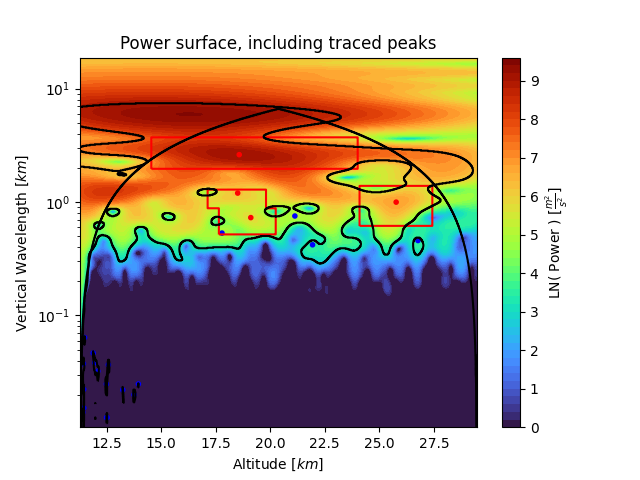 Power surface, including traced peaks
Vertical Wavelength [km]
10¹
10⁰
10⁻¹
12.5 15.0 17.5 20.0 22.5 25.0 27.5
Altitude [km]
9
8
7
6
5
4
3
2
1
0
LN( Power ) [m²/s²]